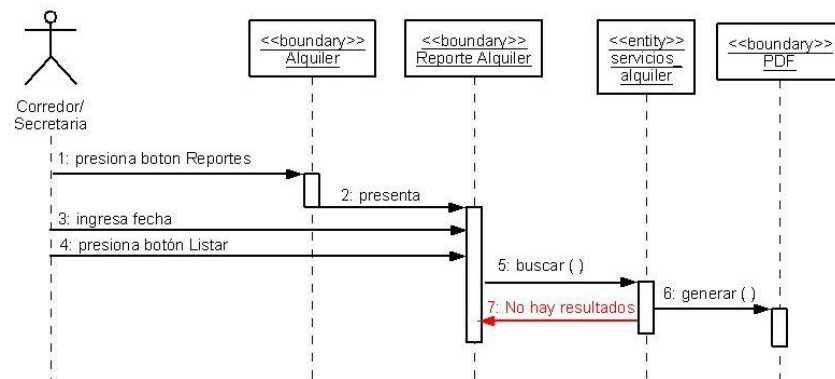 <<boundary>>
Alquiler
<<boundary>>
Reporte Alquiler
<<entity>>
servicios_
alquiler
<<boundary>>
PDF
Corredor/
Secretaria
1: presiona boton Reportes
2: presenta
3: ingresa fecha
4: presiona botón Listar
5: buscar ( )
6: generar ( )
7: No hay resultados